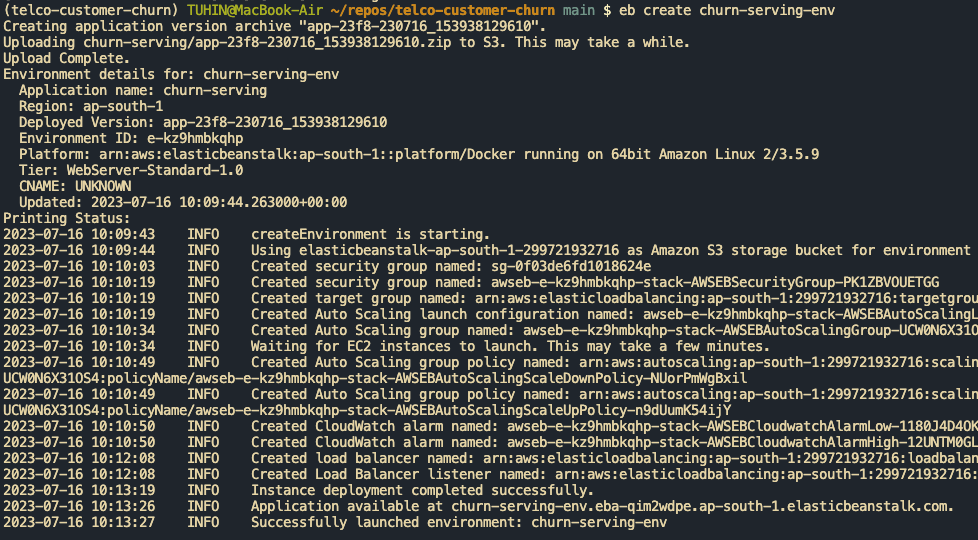 (telco-customer-churn) TUHIN@MacBook-Air ~/repos/telco-customer-churn main $ eb create churn-serving-env
Creating application version archive "app-23f8-230716_153938129610".
Uploading churn-serving/app-23f8-230716_153938129610.zip to S3. This may take a while.
Upload Complete.
Environment details for: churn-serving-env
  Application name: churn-serving
  Region: ap-south-1
  Deployed Version: app-23f8-230716_153938129610
  Environment ID: e-kz9hmbkqhp
  Platform: arn:aws:elasticbeanstalk:ap-south-1::platform/Docker running on 64bit Amazon Linux 2/3.5.9
  Tier: WebServer-Standard-1.0
  CNAME: UNKNOWN
  Updated: 2023-07-16 10:09:44.263000+00:00
Printing Status:
2023-07-16 10:09:43    INFO    createEnvironment is starting.
2023-07-16 10:09:44    INFO    Using elasticbeanstalk-ap-south-1-299721932716 as Amazon S3 storage bucket for environment
2023-07-16 10:10:03    INFO    Created security group named: sg-0f03de6fd1018624e
2023-07-16 10:10:19    INFO    Created security group named: awseb-e-kz9hmbkqhp-stack-AWSEBSecurityGroup-PK1ZBVOUETGG
2023-07-16 10:10:19    INFO    Created target group named: arn:aws:elasticloadbalancing:ap-south-1:299721932716:targetgrou
2023-07-16 10:10:19    INFO    Created Auto Scaling launch configuration named: awseb-e-kz9hmbkqhp-stack-AWSEBAutoScalingL
2023-07-16 10:10:34    INFO    Created Auto Scaling group named: awseb-e-kz9hmbkqhp-stack-AWSEBAutoScalingGroup-UCW0N6X31O
2023-07-16 10:10:34    INFO    Waiting for EC2 instances to launch. This may take a few minutes.
2023-07-16 10:10:49    INFO    Created Auto Scaling group policy named: arn:aws:autoscaling:ap-south-1:299721932716:scalin
UCW0N6X31OS4:policyName/awseb-e-kz9hmbkqhp-stack-AWSEBAutoScalingScaleDownPolicy-NUorPmWgBxil
2023-07-16 10:10:49    INFO    Created Auto Scaling group policy named: arn:aws:autoscaling:ap-south-1:299721932716:scalin
UCW0N6X31OS4:policyName/awseb-e-kz9hmbkqhp-stack-AWSEBAutoScalingScaleUpPolicy-n9dUumK54ijY
2023-07-16 10:10:50    INFO    Created CloudWatch alarm named: awseb-e-kz9hmbkqhp-stack-AWSEBCloudwatchAlarmLow-1180J4D4OK
2023-07-16 10:10:50    INFO    Created CloudWatch alarm named: awseb-e-kz9hmbkqhp-stack-AWSEBCloudwatchAlarmHigh-12UNTM0GL
2023-07-16 10:12:08    INFO    Created load balancer named: arn:aws:elasticloadbalancing:ap-south-1:299721932716:loadbalan
2023-07-16 10:12:08    INFO    Created Load Balancer listener named: arn:aws:elasticloadbalancing:ap-south-1:299721932716:
2023-07-16 10:13:19    INFO    Instance deployment completed successfully.
2023-07-16 10:13:26    INFO    Application available at churn-serving-env.eba-qim2wdpe.ap-south-1.elasticbeanstalk.com.
2023-07-16 10:13:27    INFO    Successfully launched environment: churn-serving-env